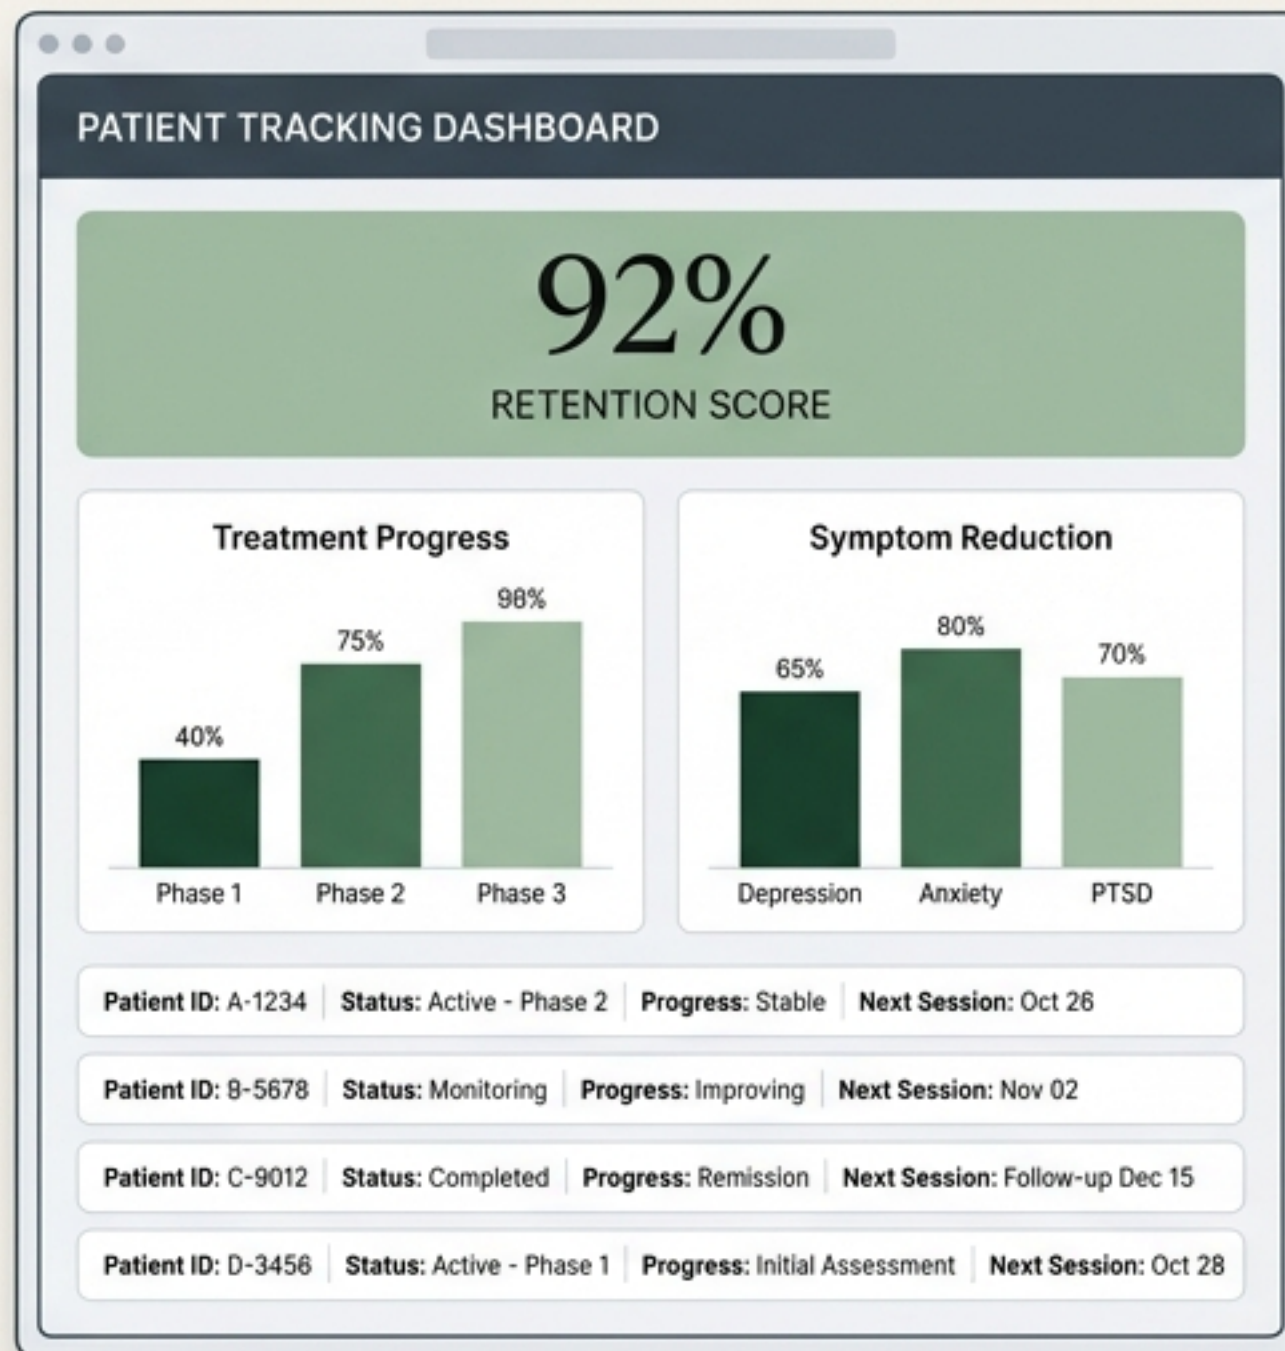 PATIENT TRACKING DASHBOARD
92%
RETENTION SCORE
Treatment Progress
98%
75%
40%
Phase 1 Phase 2 Phase 3
Symptom Reduction
80%
70%
65%
Depression Anxiety PTSD
Patient ID: A-1234 Status: Active - Phase 2 Progress: Stable Next Session: Oct 26
Patient ID: B-5678 Status: Monitoring Progress: Improving Next Session: Nov 02
Patient ID: C-9012 Status: Completed Progress: Remission Next Session: Follow-up Dec 15
Patient ID: D-3456 Status: Active - Phase 1 Progress: Initial Assessment Next Session: Oct 28